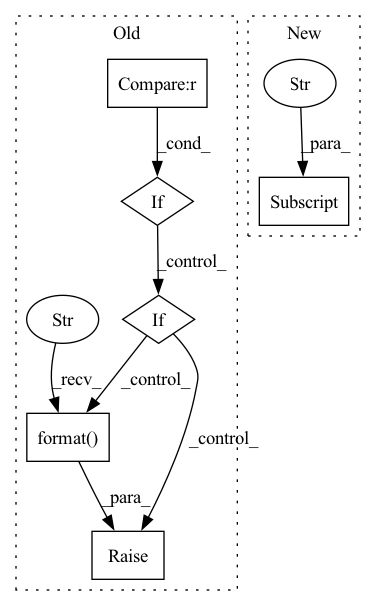 Old
New
Compare:r
Str
_cond_
_para_
If
Subscript
_control_
Str
If
_recv_
_control_
format()
_control_
_para_
Raise